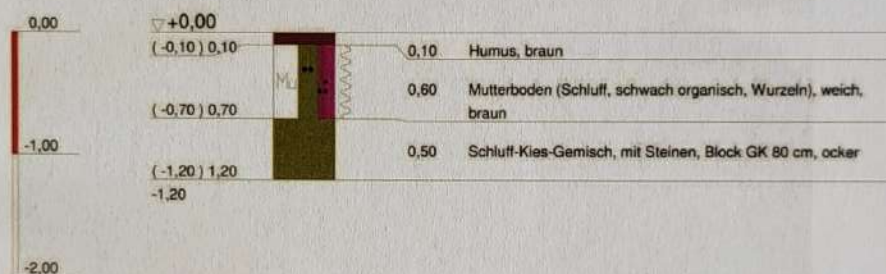 0,00
▽+0,00
(-0,10) 0,10
0,10 Humus, braun
Mu
0,60 Mutterboden (Schluff, schwach organisch, Wurzeln), weich,
braun
(-0,70) 0,70
-1,00
0,50 Schluff-Kies-Gemisch, mit Steinen, Block GK 80 cm, ocker
(-1,20) 1,20
-1,20
-2,00